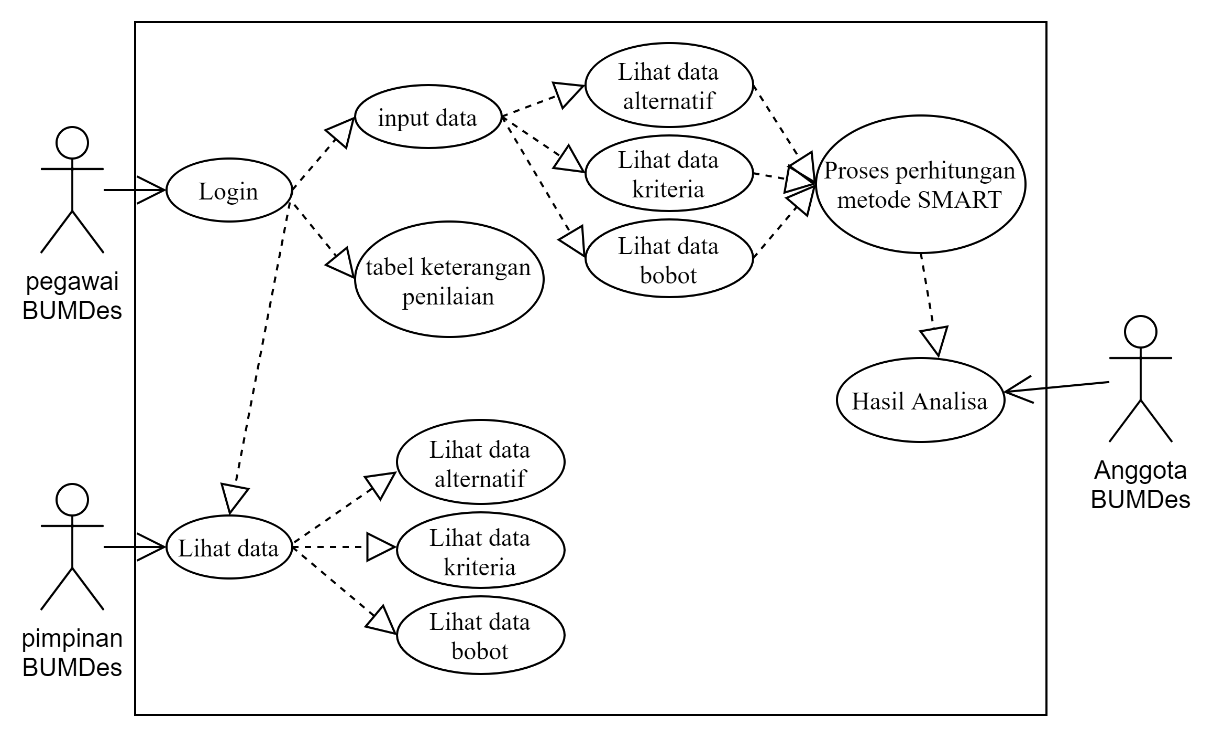 pegawai
BUMDes
Login
input data
tabel keterangan
penilaian
Lihat data
alternatif
Lihat data
kriteria
Lihat data
bobot
Proses perhitungan
metode SMART
Hasil Analisa
Anggota
BUMDes
pimpinan
BUMDes
Lihat data
Lihat data
alternatif
Lihat data
kriteria
Lihat data
bobot